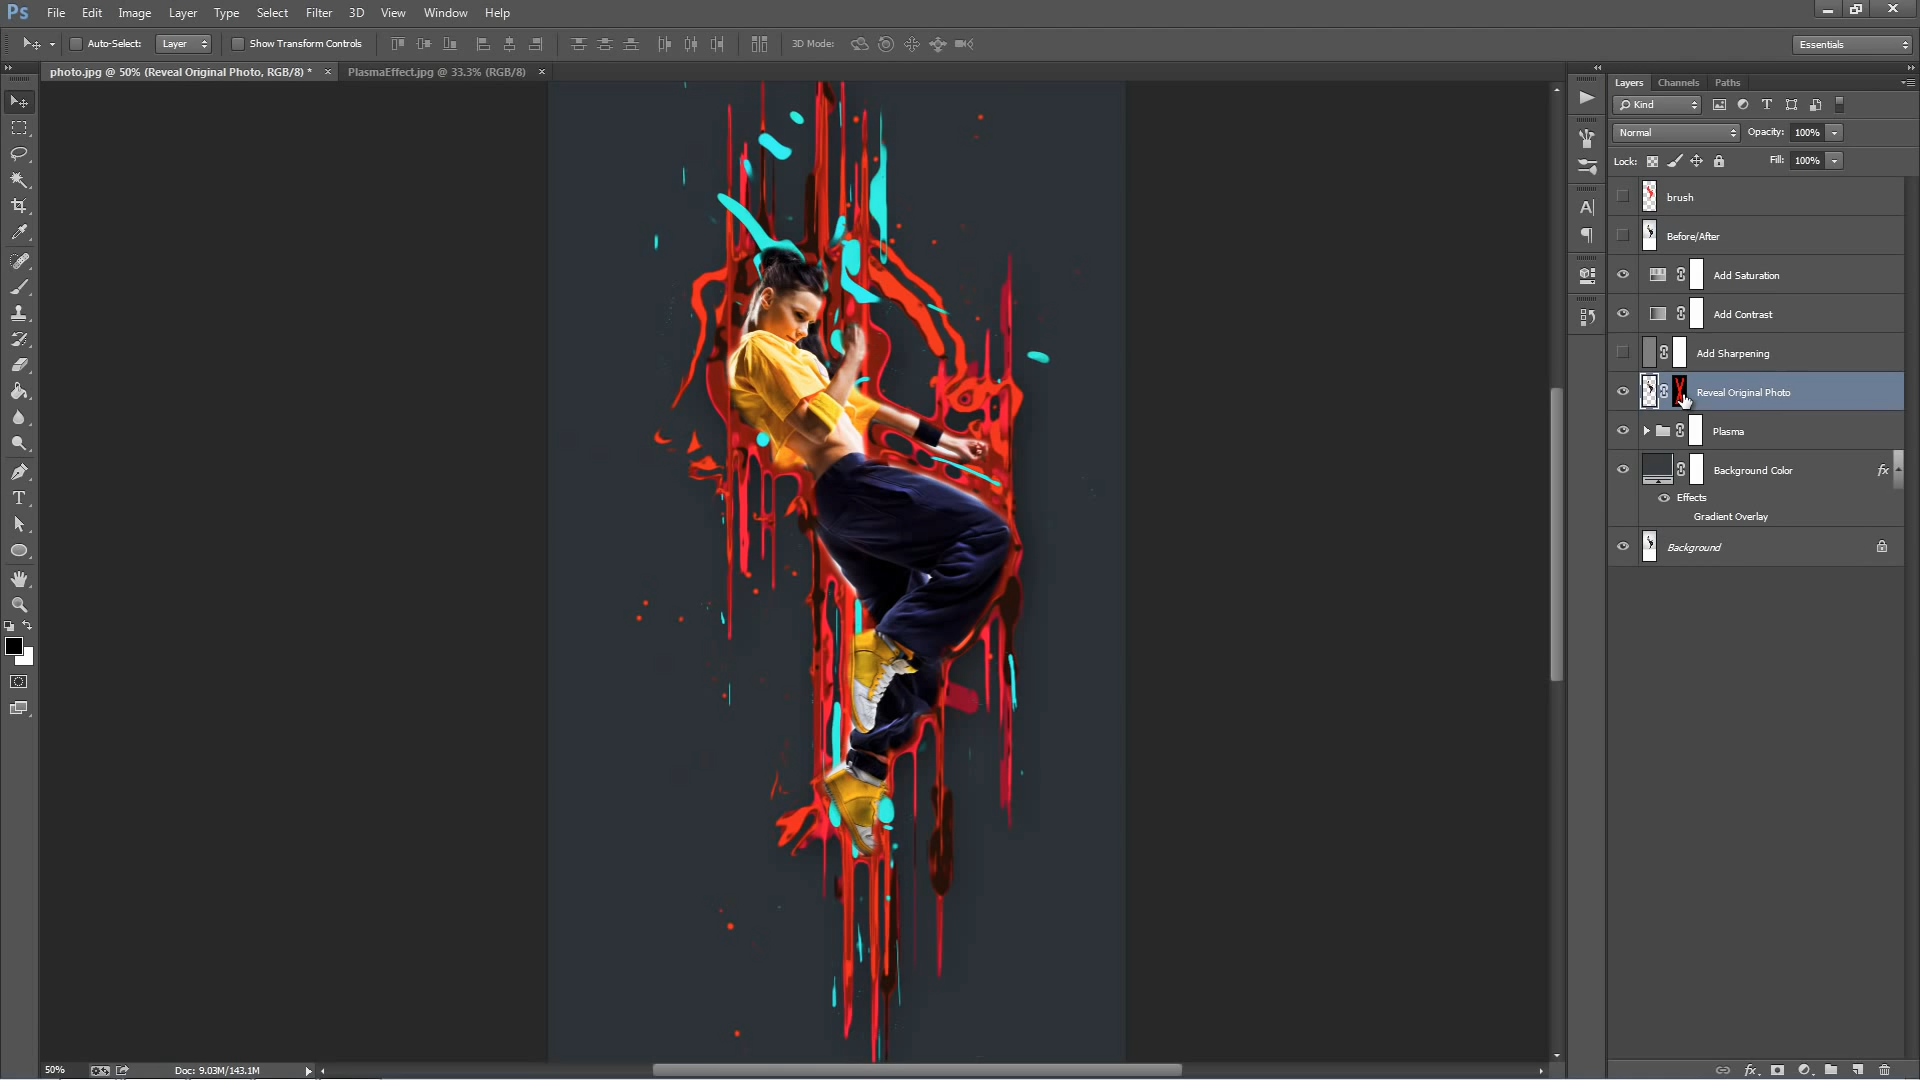 Ps File Edit Image Layer Type Select Filter 3D View Window Help
Auto-Select: Layer Show Transform Controls 3D Mode: Essentials
photo.jpg @ 50% (Reveal Original Photo, RGB/8) * × PlasmaEffect.jpg @ 33.3% (RGB/8) ×
Layers Channels Paths
Kind
Normal Opacity: 100%
Lock: Fill: 100%
brush
Before/After
Add Saturation
Add Contrast
Add Sharpening
Reveal Original Photo
Plasma
Background Color fx
Effects
Gradient Overlay
Background
50% Doc: 9.03M/143.1M